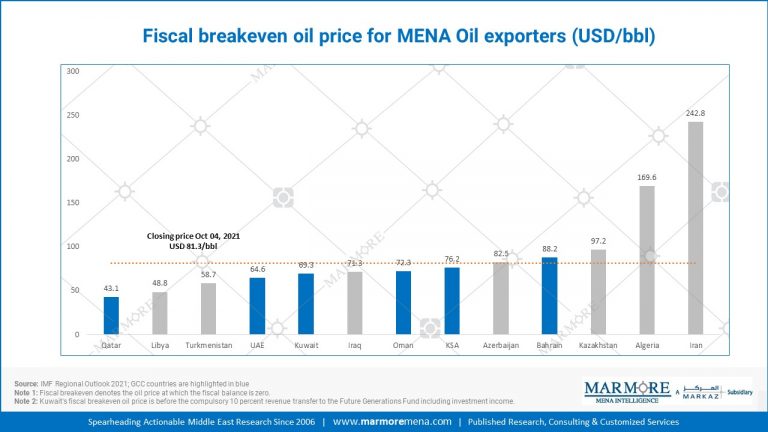 Fiscal breakeven oil price for MENA Oil exporters (USD/bbl)
300
250
200
150
100
50
0
Closing price Oct 04, 2021
USD 81.3/bbl
43.1
48.8
58.7
64.6
69.3
71.3
72.3
76.2
82.5
88.2
97.2
169.6
242.8
Qatar
Libya
Turkmenistan
UAE
Kuwait
Iraq
Oman
KSA
Azerbaijan
Bahrain
Kazakhstan
Algeria
Iran
MARMORE
MARMORE
MARMORE
MARMORE
Source: IMF Regional Outlook 2021; GCC countries are highlighted in blue
Note 1: Fiscal breakeven denotes the oil price at which the fiscal balance is zero.
Note 2: Kuwait's fiscal breakeven oil price is before the compulsory 10 percent revenue transfer to the Future Generations Fund including investment income.
MARMORE
MENA INTELLIGENCE
A
المركز
MARKAZ
Subsidiary
Spearheading Actionable Middle East Research Since 2006 | www.marmoremena.com | Published Research, Consulting & Customized Services